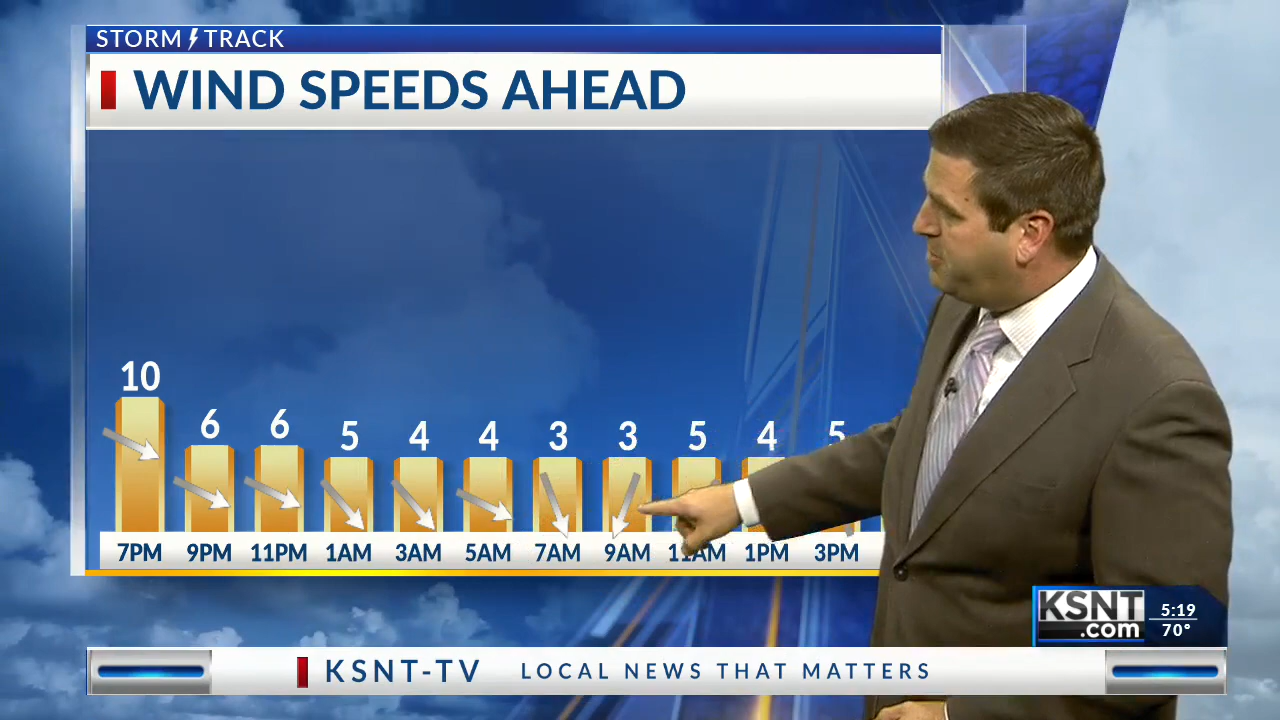 STORM TRACK
WIND SPEEDS AHEAD
10 6 6 5 4 4 3 3 5 4 5
7PM 9PM 11PM 1AM 3AM 5AM 7AM 9AM 11AM 1PM 3PM
KSNT
.com
5:19
70°
KSNT-TV LOCAL NEWS THAT MATTERS